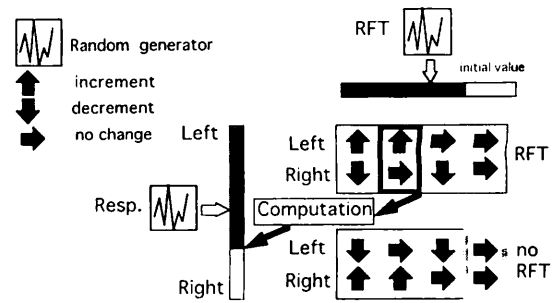 Random generator
increment
decrement
no change
RFT
initial value
Left
Right
RFT
Left
Resp.
Computation
Right
Left
Right
no
RFT